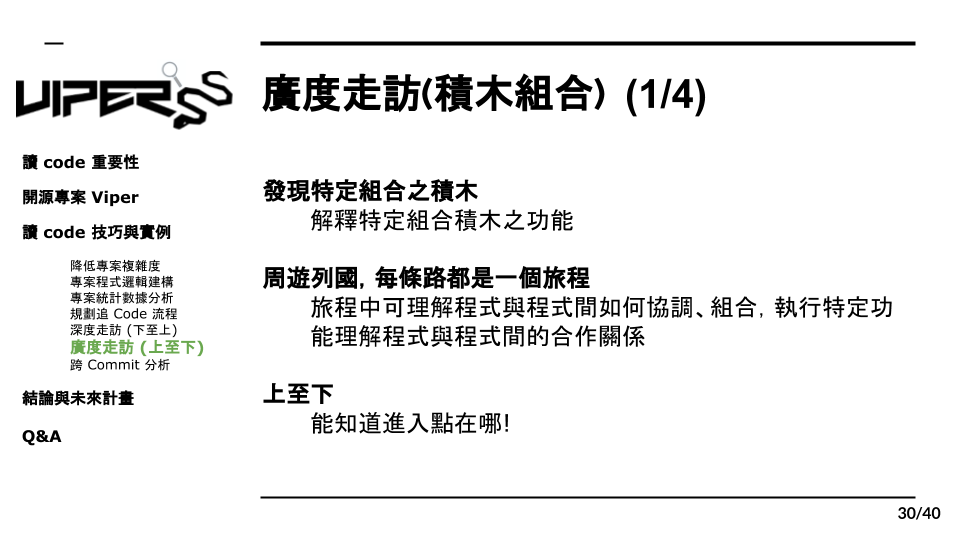 VIPER
廣度走訪(積木組合) (1/4)
讀 code 重要性
開源專案 Viper
讀 code 技巧與實例
降低專案複雜度
專案程式邏輯建構
專案統計數據分析
規劃追 Code 流程
深度走訪 (下至上)
廣度走訪 (上至下)
跨 Commit 分析
結論與未來計畫
Q&A
發現特定組合之積木
解釋特定組合積木之功能
周遊列國, 每條路都是一個旅程
旅程中可理解程式與程式間如何協調、組合, 執行特定功
能理解程式與程式間的合作關係
上至下
能知道進入點在哪!
30/40